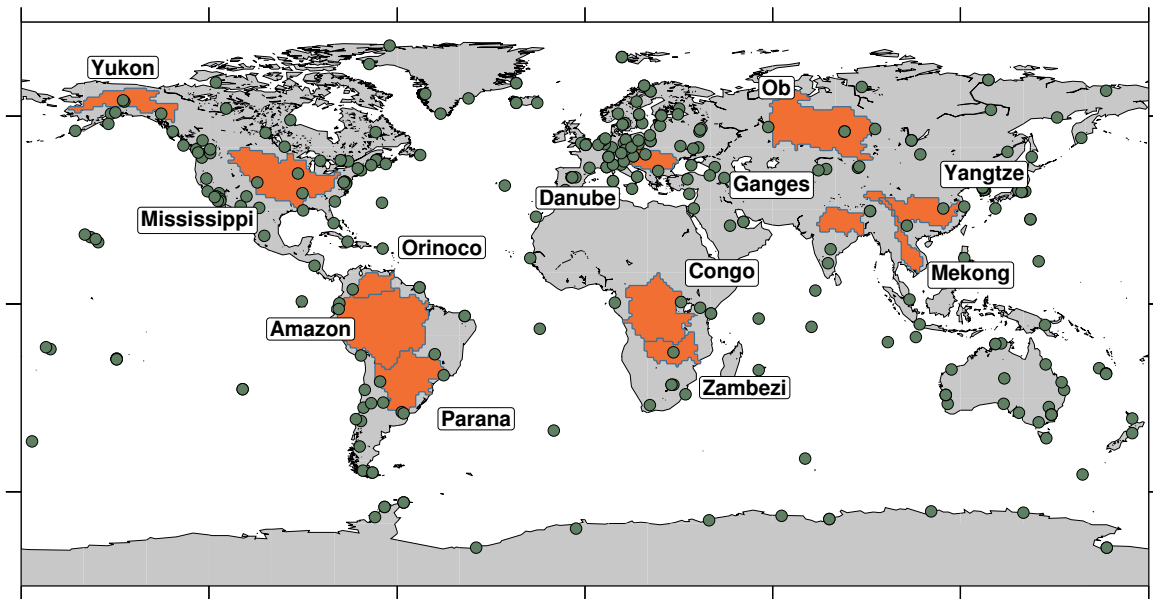 Yukon
Ob
Yangtze
Ganges
Danube
Mississippi
Orinoco
Congo
Mekong
Amazon
Zambezi
Parana